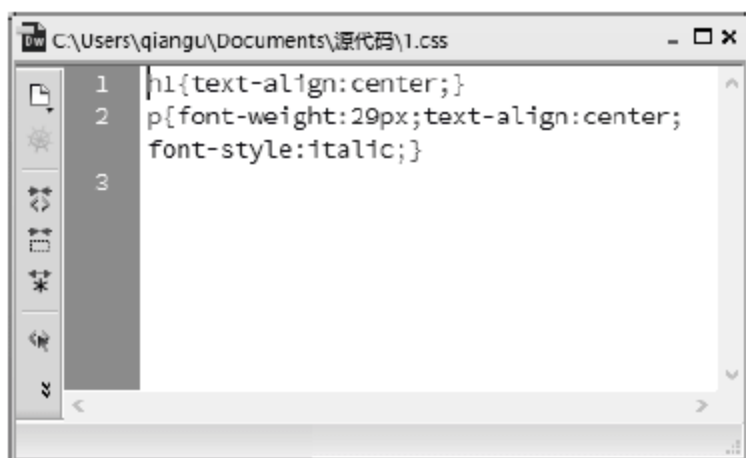 DW C:\Users\qiangu\Documents\源代码\1.css
1 h1{text-align:center;}
2 p{font-weight:29px;text-align:center;
font-style:italic;}
3